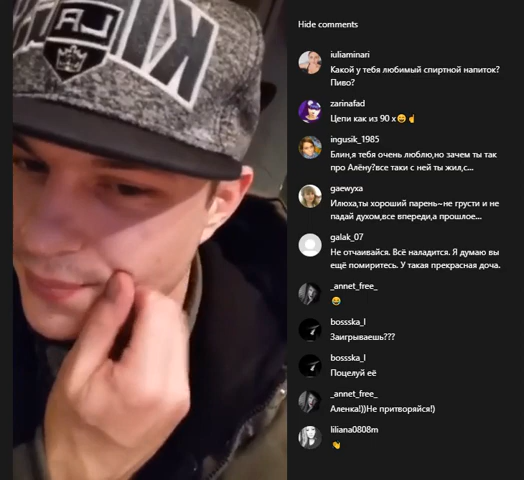 KINGS
LA
Hide comments
iuliaminari
Какой у тебя любимый спиртной напиток?
Пиво?
zarinafad
Цепи как из 90 х😄☝
ingusik_1985
Блин,я тебя очень люблю,но зачем ты так
про Алёну?все таки с ней ты жил,с...
gaewyxa
Илюха,ты хороший парень~не грусти и не
падай духом,все впереди,а прошлое...
galak_07
Не отчаивайся. Всё наладится. Я думаю вы
ещё помиритесь. У такая прекрасная доча.
_annet_free_
😂
bossska_l
Заигрываешь???
bossska_l
Поцелуй её
_annet_free_
Аленка!))Не притворяйся!)
liliana0808m
👏